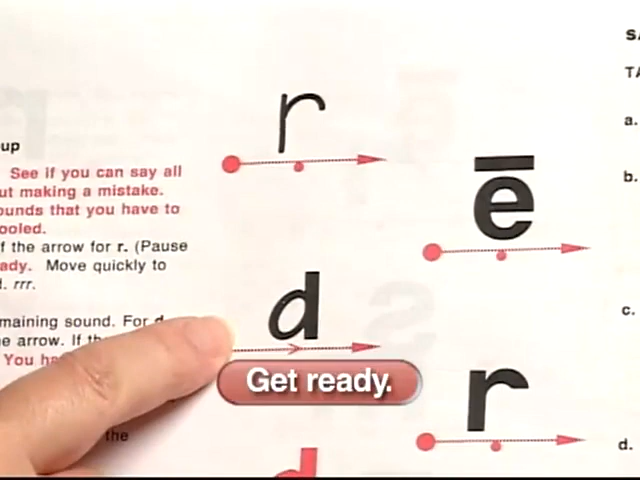 up
See if you can say all
ut making a mistake.
ounds that you have to
ooled.
f the arrow for r. (Pause
ady. Move quickly to
d. rrr.
maining sound. For d
e arrow. If th
You ha
the
r
ē
d
Get ready.
r
d
SA
TA
a.
b.
c.
d.